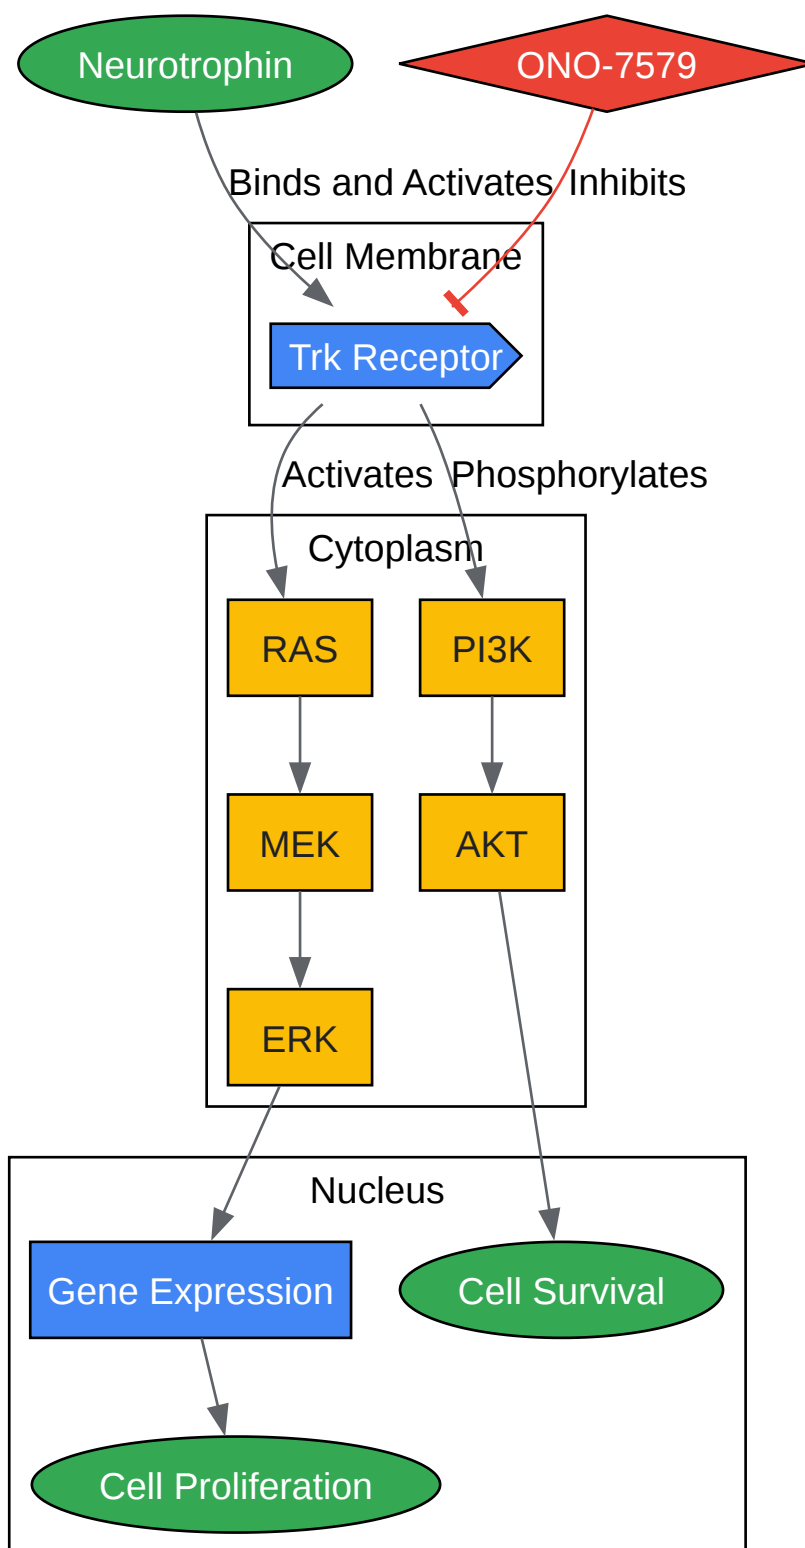 Neurotrophin
ONO-7579
Binds and Activates
Inhibits
Cell Membrane
Trk Receptor
Activates
Phosphorylates
Cytoplasm
RAS
PI3K
MEK
AKT
ERK
Nucleus
Gene Expression
Cell Survival
Cell Proliferation